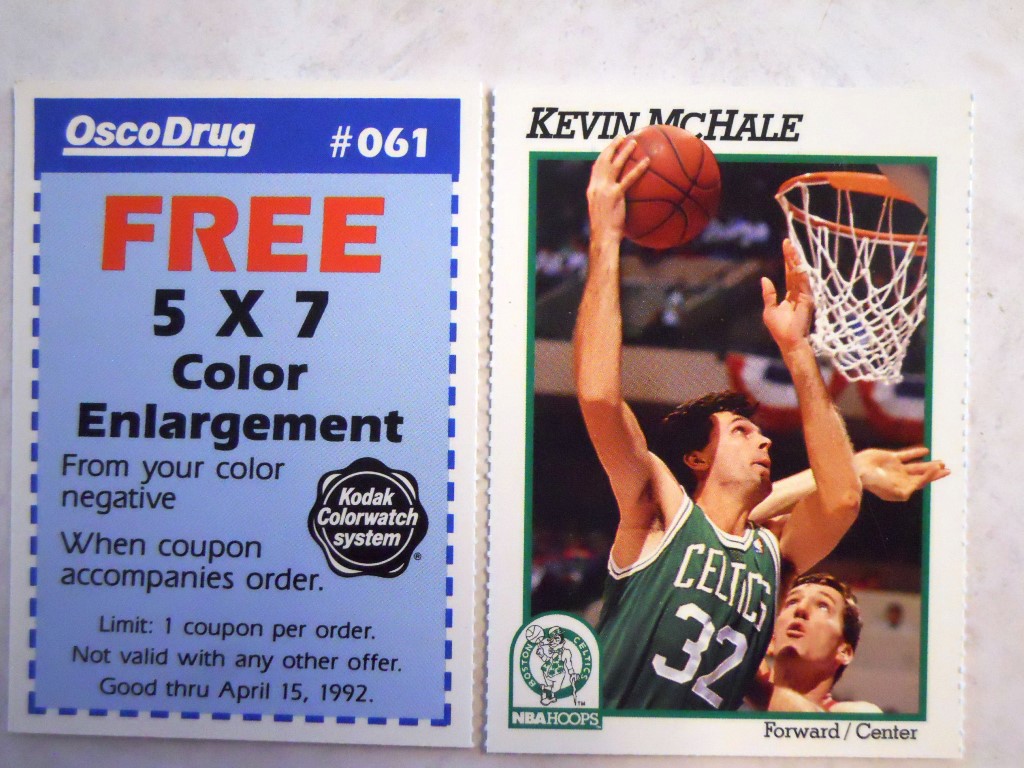 OscoDrug #061
FREE
5 X 7
Color
Enlargement
From your color
negative
When coupon
accompanies order.
Kodak
Colorwatch
system
®
Limit: 1 coupon per order.
Not valid with any other offer.
Good thru April 15, 1992.
KEVIN MCHALE
CELTICS
32
BOSTON CELTICS
TM
NBA HOOPS
Forward / Center